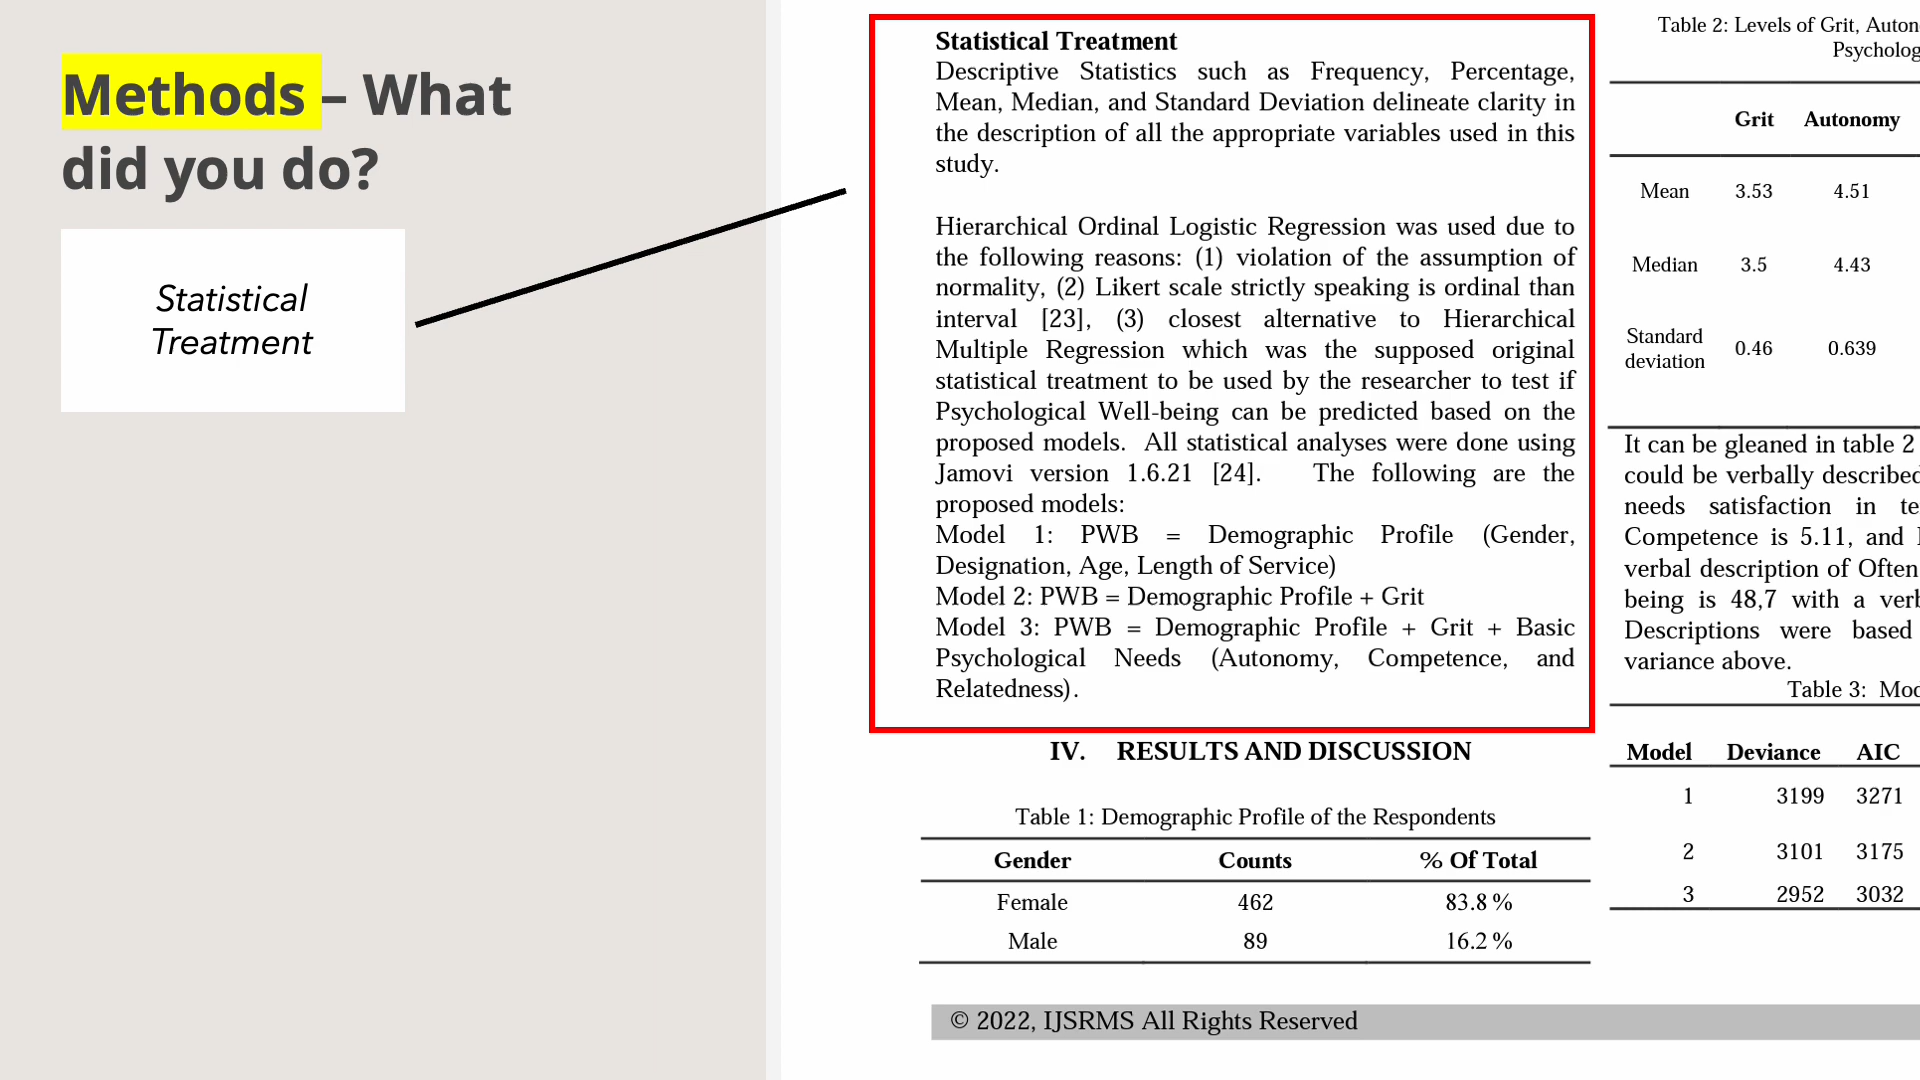 Methods – What
did you do?
Statistical
Treatment
Statistical Treatment
Descriptive Statistics such as Frequency, Percentage,
Mean, Median, and Standard Deviation delineate clarity in
the description of all the appropriate variables used in this
study.
Hierarchical Ordinal Logistic Regression was used due to
the following reasons: (1) violation of the assumption of
normality, (2) Likert scale strictly speaking is ordinal than
interval [23], (3) closest alternative to Hierarchical
Multiple Regression which was the supposed original
statistical treatment to be used by the researcher to test if
Psychological Well-being can be predicted based on the
proposed models. All statistical analyses were done using
Jamovi version 1.6.21 [24]. The following are the
proposed models:
Model 1: PWB = Demographic Profile (Gender,
Designation, Age, Length of Service)
Model 2: PWB = Demographic Profile + Grit
Model 3: PWB = Demographic Profile + Grit + Basic
Psychological Needs (Autonomy, Competence, and
Relatedness).
IV. RESULTS AND DISCUSSION
Table 1: Demographic Profile of the Respondents
Gender Counts % Of Total
Female 462 83.8 %
Male 89 16.2 %
© 2022, IJSRMS All Rights Reserved
Table 2: Levels of Grit,
Grit Autonomy
Mean 3.53 4.51
Median 3.5 4.43
Standard
deviation 0.46 0.639
It can be gleaned in table 2
could be verbally described
needs satisfaction in
Competence is 5.11, and
verbal description of Often
being is 48,7 with a
Descriptions were based
variance above.
Table 3:
Model Deviance AIC
1 3199 3271
2 3101 3175
3 2952 3032